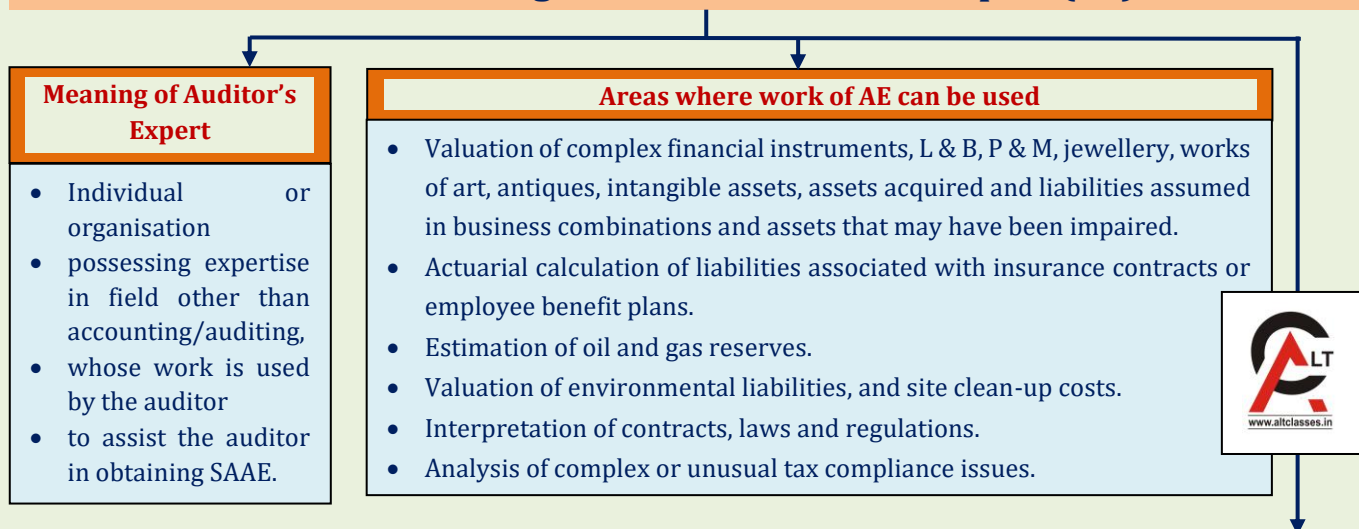 Meaning of Auditor's
Expert
• Individual or
organisation
• possessing expertise
in field other than
accounting/auditing,
• whose work is used
by the auditor
• to assist the auditor
in obtaining SAAE.
Areas where work of AE can be used
• Valuation of complex financial instruments, L & B, P & M, jewellery, works
of art, antiques, intangible assets, assets acquired and liabilities assumed
in business combinations and assets that may have been impaired.
• Actuarial calculation of liabilities associated with insurance contracts or
employee benefit plans.
• Estimation of oil and gas reserves.
• Valuation of environmental liabilities, and site clean-up costs.
• Interpretation of contracts, laws and regulations.
• Analysis of complex or unusual tax compliance issues.
ALT
www.altclasses.in